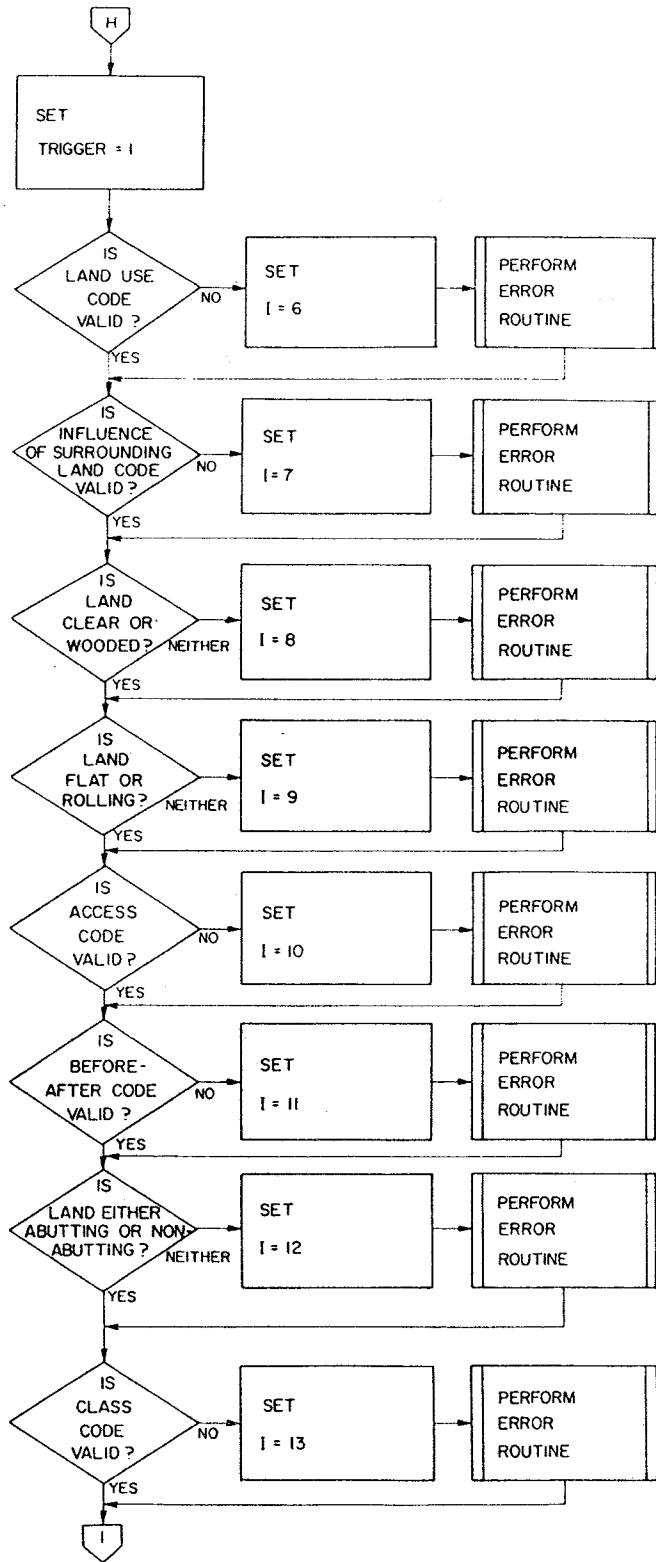 H
SET
TRIGGER = 1
IS
LAND USE
CODE
VALID ?
NO
YES
SET
I = 6
PERFORM
ERROR
ROUTINE
IS
INFLUENCE
OF SURROUNDING
LAND CODE
VALID ?
NO
YES
SET
I = 7
PERFORM
ERROR
ROUTINE
IS
LAND
CLEAR OR
WOODED?
NEITHER
YES
SET
I = 8
PERFORM
ERROR
ROUTINE
IS
LAND
FLAT OR
ROLLING?
NEITHER
YES
SET
I = 9
PERFORM
ERROR
ROUTINE
IS
ACCESS
CODE
VALID ?
NO
YES
SET
I = 10
PERFORM
ERROR
ROUTINE
IS
BEFORE-
AFTER CODE
VALID ?
NO
YES
SET
I = 11
PERFORM
ERROR
ROUTINE
IS
LAND EITHER
ABUTTING OR NON-
ABUTTING ?
NEITHER
YES
SET
I = 12
PERFORM
ERROR
ROUTINE
IS
CLASS
CODE
VALID ?
NO
YES
SET
I = 13
PERFORM
ERROR
ROUTINE
I